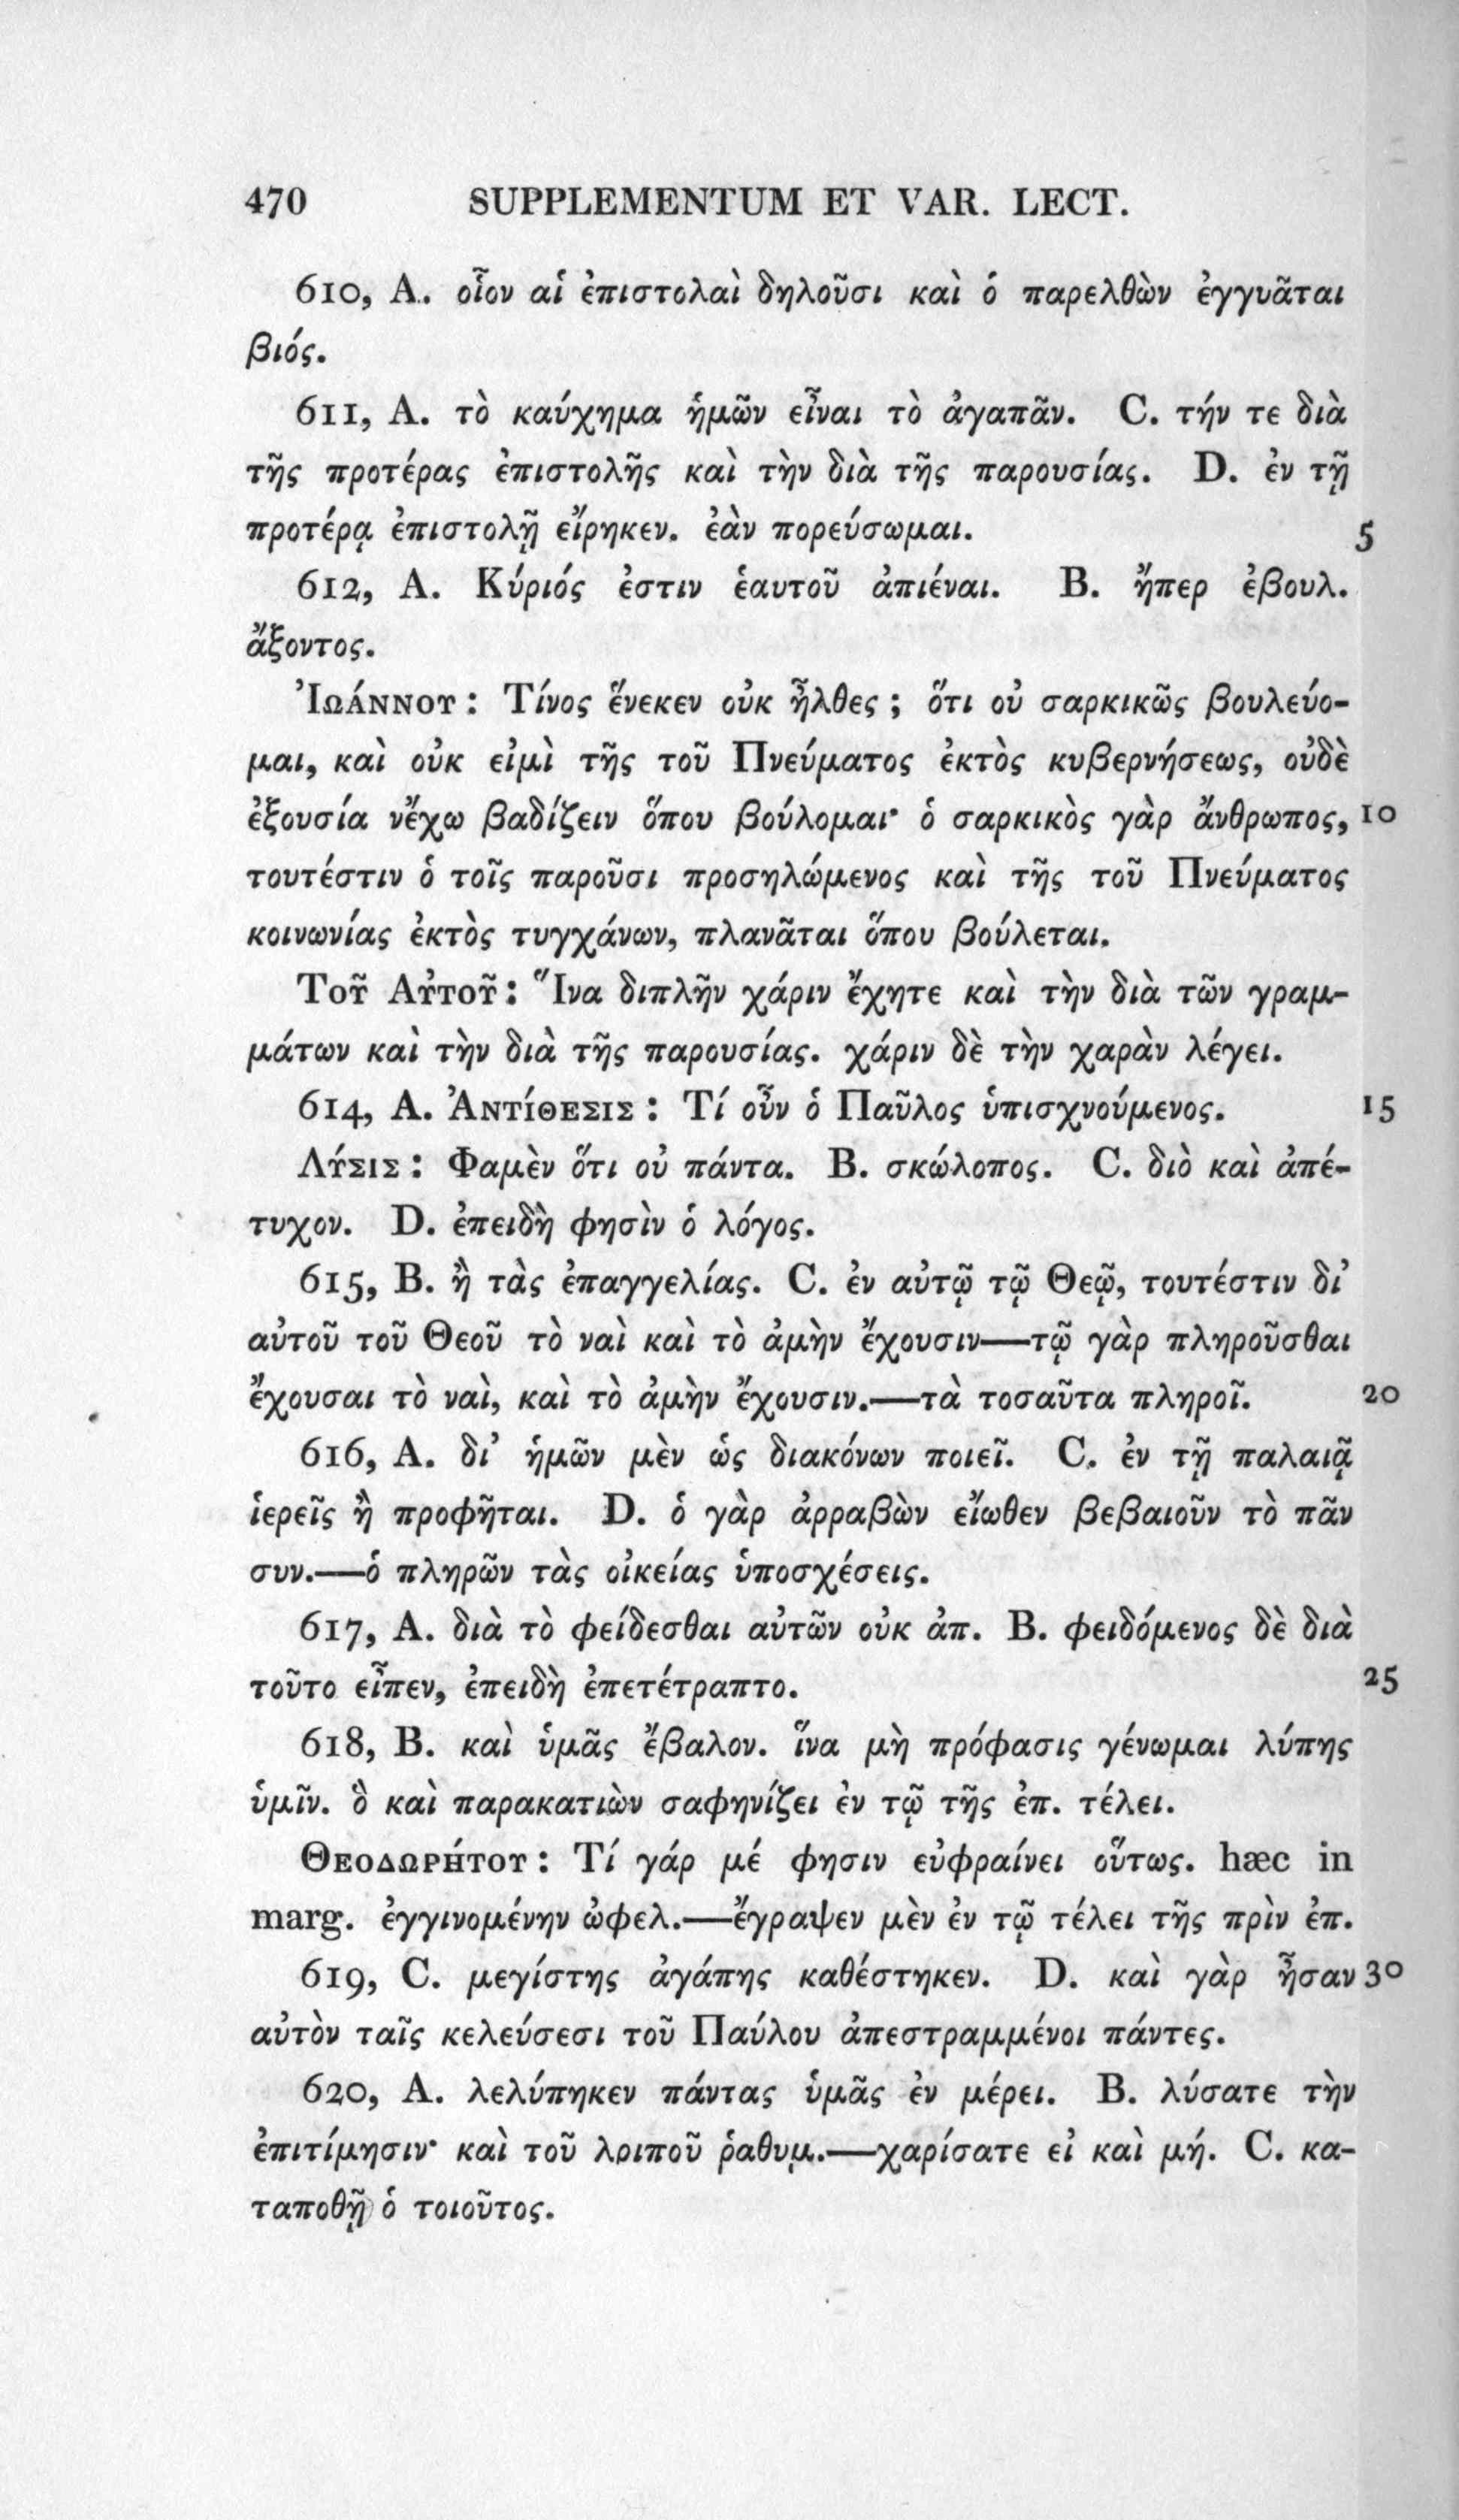 470 SUPPLEMENTUM ET VAR. LECT.
610, A. οἷον αἱ ἐπιστολαὶ δηλοῦσι καὶ ὁ παρελθὼν ἐγγυᾶται
βιός.
611, A. τὸ καύχημα ἡμῶν εἶναι τὸ ἀγαπᾶν. C. τήν τε διὰ
τῆς προτέρας ἐπιστολῆς καὶ τὴν διὰ τῆς παρουσίας. D. ἐν τῇ
προτέρᾳ ἐπιστολῇ εἴρηκεν. ἐὰν πορεύσωμαι. 5
612, A. Κύριός ἐστιν ἑαυτοῦ ἀπιέναι. B. ἤπερ ἐβουλ.
ἄξοντος.
Ἰωάννου : Τίνος ἕνεκεν οὐκ ἦλθες ; ὅτι οὐ σαρκικῶς βουλεύο-
μαι, καὶ οὐκ εἰμὶ τῆς τοῦ Πνεύματος ἐκτὸς κυβερνήσεως, οὐδὲ
ἐξουσία νἔχω βαδίζειν ὅπου βούλομαι· ὁ σαρκικὸς γὰρ ἄνθρωπος, 10
τουτέστιν ὁ τοῖς παροῦσι προσηλώμενος καὶ τῆς τοῦ Πνεύματος
κοινωνίας ἐκτὸς τυγχάνων, πλανᾶται ὅπου βούλεται.
Τοῦ Αὐτοῦ : Ἵνα διπλῆν χάριν ἔχητε καὶ τὴν διὰ τῶν γραμ-
μάτων καὶ τὴν διὰ τῆς παρουσίας. χάριν δὲ τὴν χαρὰν λέγει.
614, A. Ἀντίθεσις : Τί οὖν ὁ Παῦλος ὑπισχνούμενος. 15
Λύσις : Φαμὲν ὅτι οὐ πάντα. B. σκώλοπος. C. διὸ καὶ ἀπέ-
τυχον. D. ἐπειδὴ φησὶν ὁ λόγος.
615, B. ἢ τὰς ἐπαγγελίας. C. ἐν αὐτῷ τῷ Θεῷ, τουτέστιν δι’
αὐτοῦ τοῦ Θεοῦ τὸ ναὶ καὶ τὸ ἀμὴν ἔχουσιν—τῷ γὰρ πληροῦσθαι
ἔχουσαι τὸ ναὶ, καὶ τὸ ἀμὴν ἔχουσιν.—τὰ τοσαῦτα πληροῖ. 20
616, A. δι’ ἡμῶν μὲν ὡς διακόνων ποιεῖ. C. ἐν τῇ παλαιᾷ
ἱερεῖς ἢ προφῆται. D. ὁ γὰρ ἀρραβὼν εἴωθεν βεβαιοῦν τὸ πᾶν
συν.—ὁ πληρῶν τὰς οἰκείας ὑποσχέσεις.
617, A. διὰ τὸ φείδεσθαι αὐτῶν οὐκ ἀπ. B. φειδόμενος δὲ διὰ
τοῦτο εἶπεν, ἐπειδὴ ἐπετέτραπτο. 25
618, B. καὶ ὑμᾶς ἔβαλον. ἵνα μὴ πρόφασις γένωμαι λύπης
ὑμῖν. ὃ καὶ παρακατιὼν σαφηνίζει ἐν τῷ τῆς ἐπ. τέλει.
Θεοδωρήτου : Τί γάρ μέ φησιν εὐφραίνει οὕτως. hæc in
marg. ἐγγινομένην ὠφελ.—ἔγραψεν μὲν ἐν τῷ τέλει τῆς πρὶν ἐπ.
619, C. μεγίστης ἀγάπης καθέστηκεν. D. καὶ γὰρ ἦσαν 30
αὐτὸν ταῖς κελεύσεσι τοῦ Παύλου ἀπεστραμμένοι πάντες.
620, A. λελύπηκεν πάντας ὑμᾶς ἐν μέρει. B. λύσατε τὴν
ἐπιτίμησιν· καὶ τοῦ λοιποῦ ῥαθυμ.—χαρίσατε εἰ καὶ μή. C. κα-
ταποθῇ ὁ τοιοῦτος.